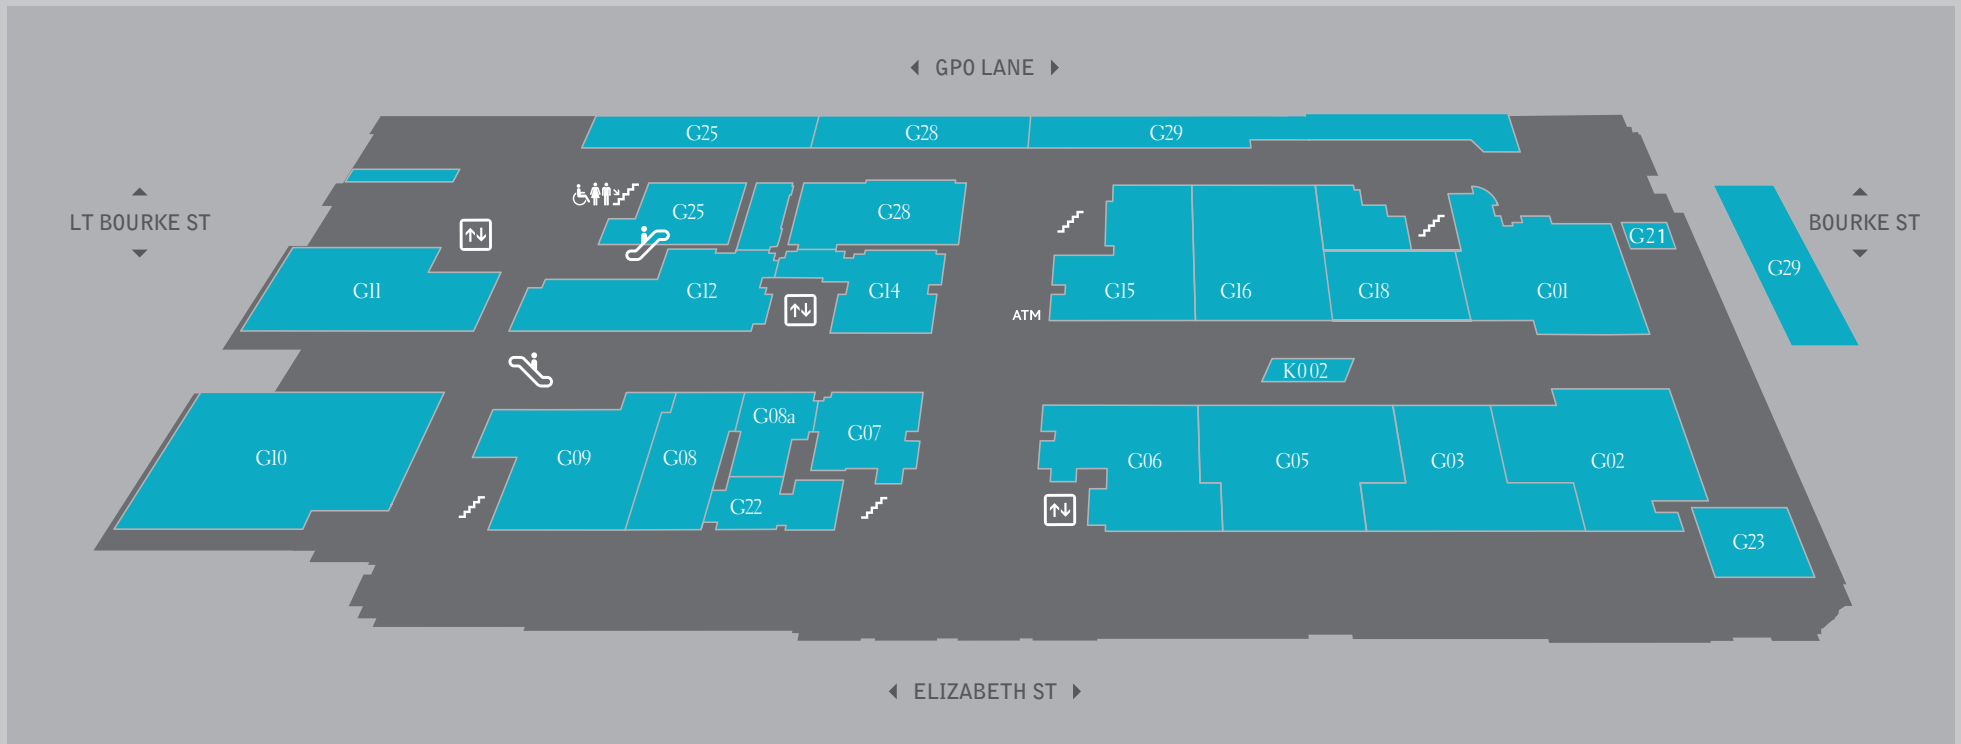 GPO LANE
G25
G28
G29
LT BOURKE ST
G25
G28
BOURKE ST
G21
G29
G11
G12
G14
G15
G16
G18
G01
ATM
K002
G10
G09
G08
G08a
G07
G22
G06
G05
G03
G02
G23
ELIZABETH ST